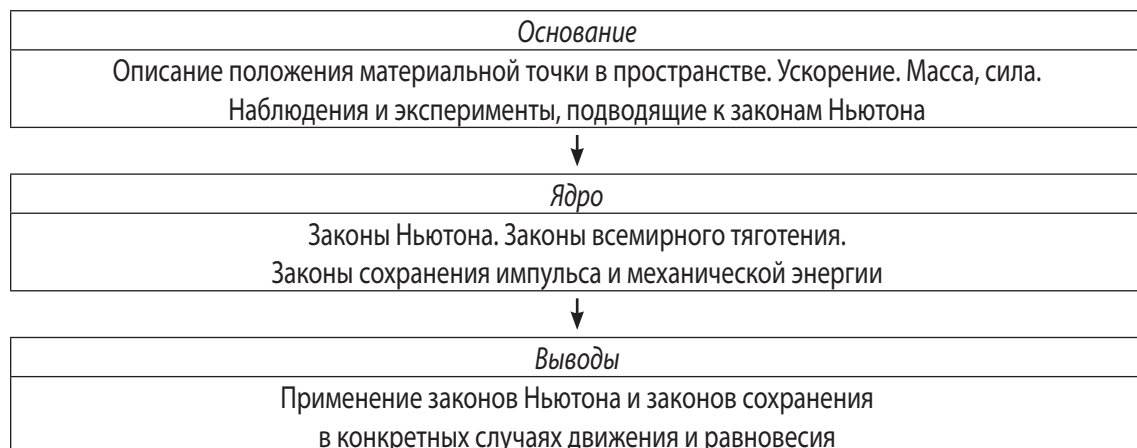 Основание
Описание положения материальной точки в пространстве. Ускорение. Масса, сила.
Наблюдения и эксперименты, подводящие к законам Ньютона
Ядро
Законы Ньютона. Законы всемирного тяготения.
Законы сохранения импульса и механической энергии
Выводы
Применение законов Ньютона и законов сохранения
в конкретных случаях движения и равновесия